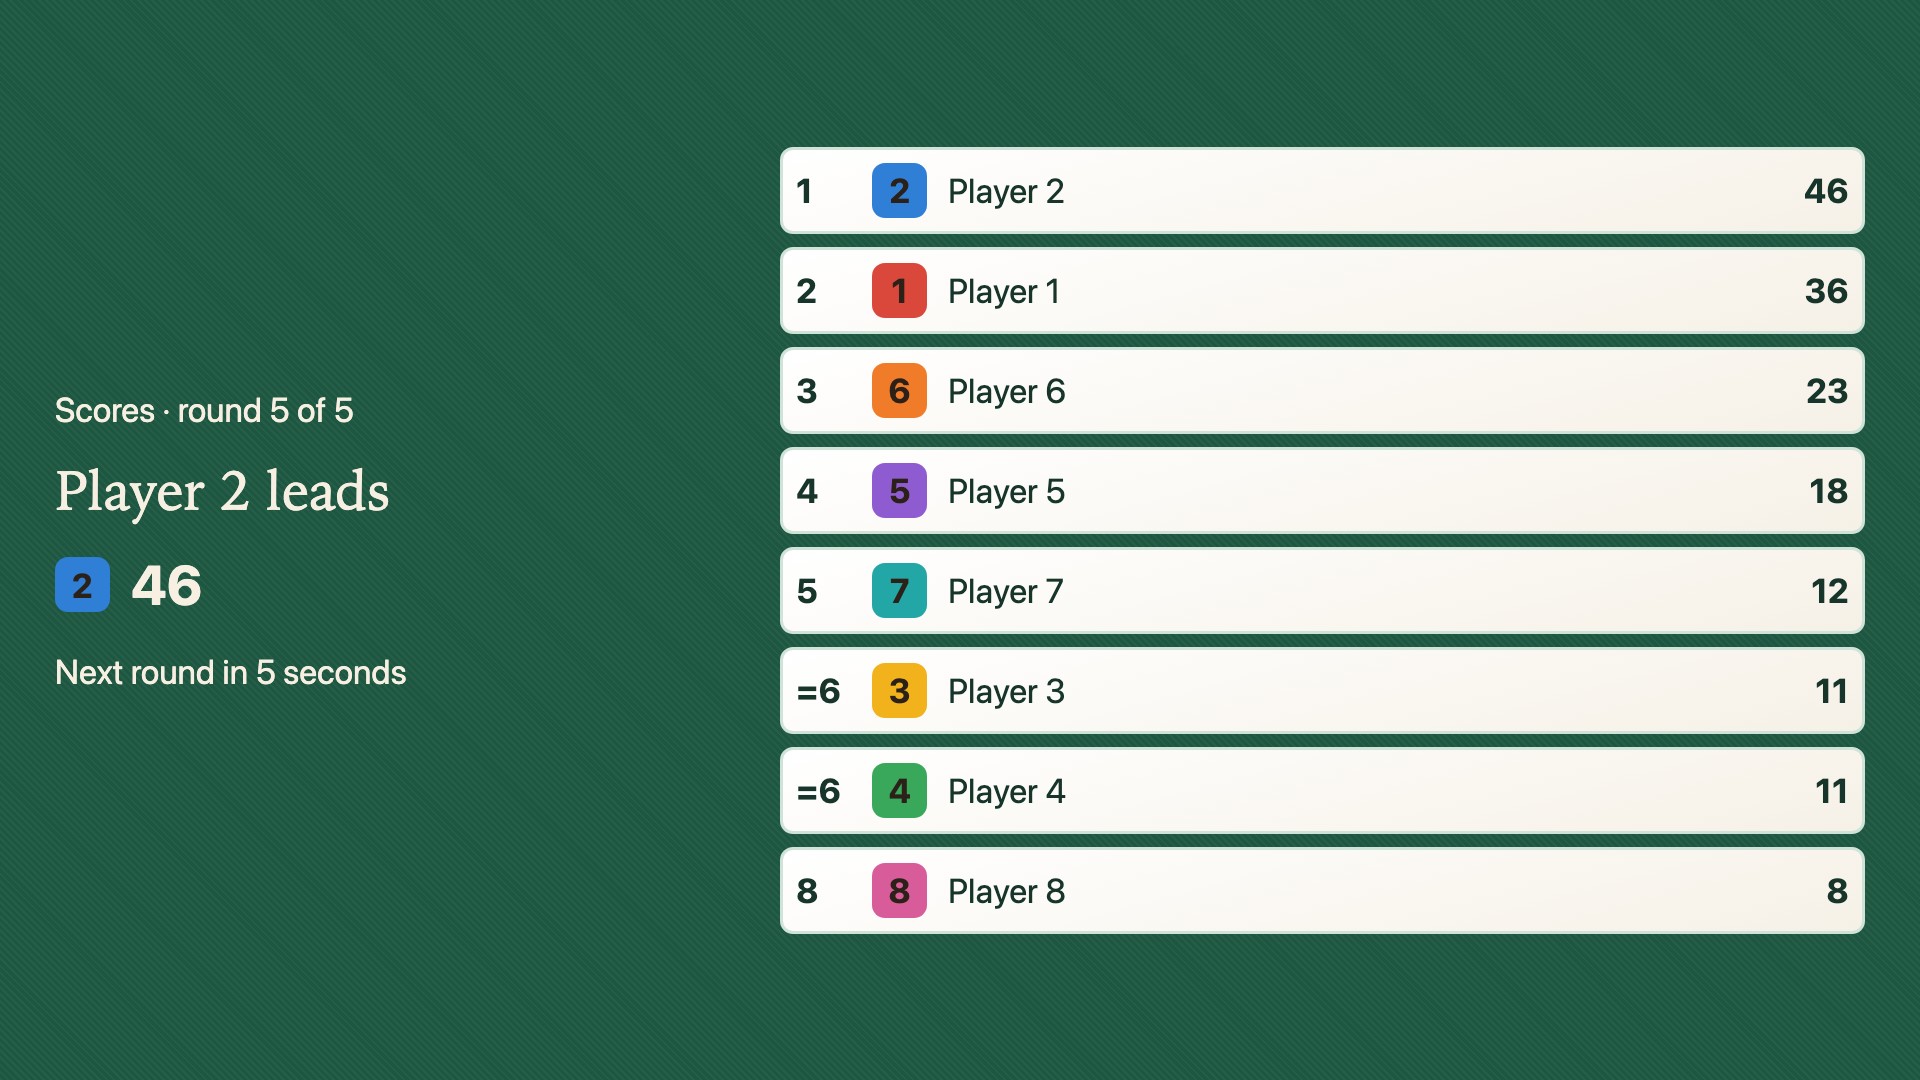 Scores · round 5 of 5
Player 2 leads
2 46
Next round in 5 seconds
1 2 Player 2 46
2 1 Player 1 36
3 6 Player 6 23
4 5 Player 5 18
5 7 Player 7 12
=6 3 Player 3 11
=6 4 Player 4 11
8 8 Player 8 8